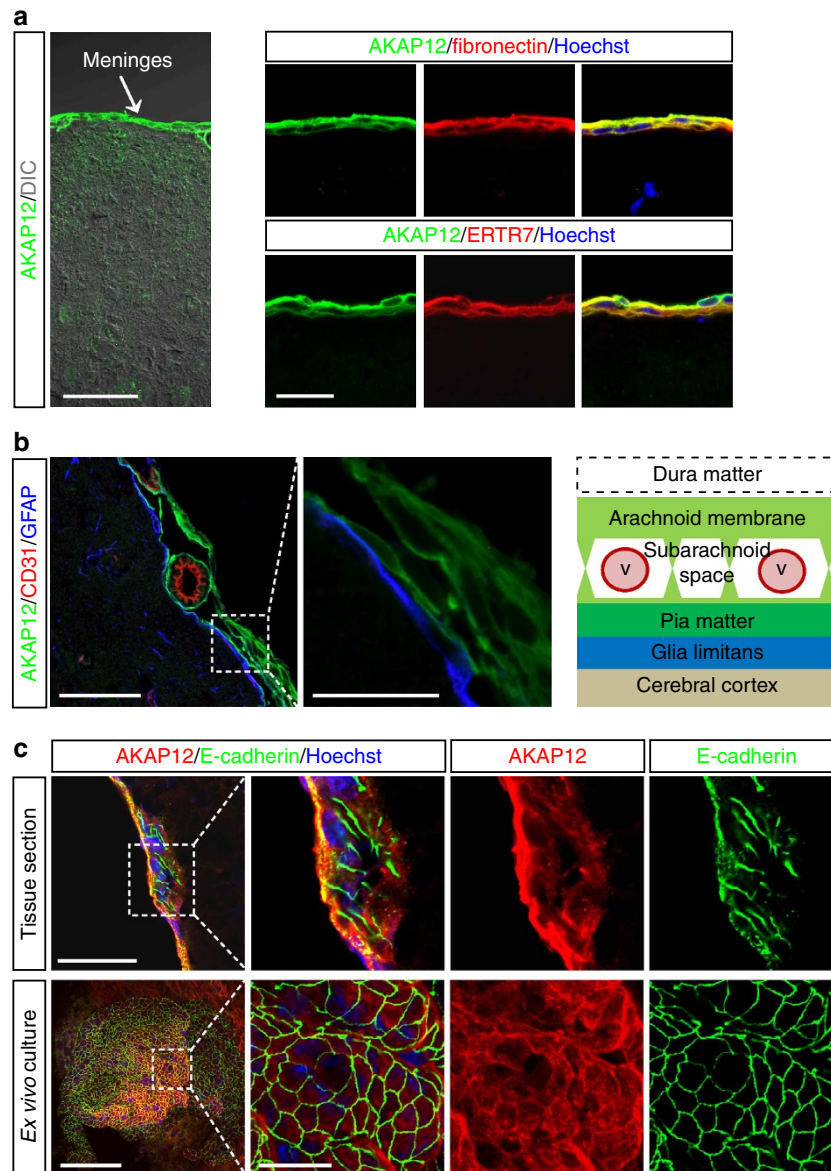 a
Meninges
AKAP12/DIC
AKAP12/fibronectin/Hoechst
AKAP12/ERTR7/Hoechst
b
AKAP12/CD31/GFAP
Dura matter
Arachnoid membrane
Subarachnoid
space
V
V
Pia matter
Glia limitans
Cerebral cortex
c
AKAP12/E-cadherin/Hoechst
AKAP12
E-cadherin
Tissue section
Ex vivo culture